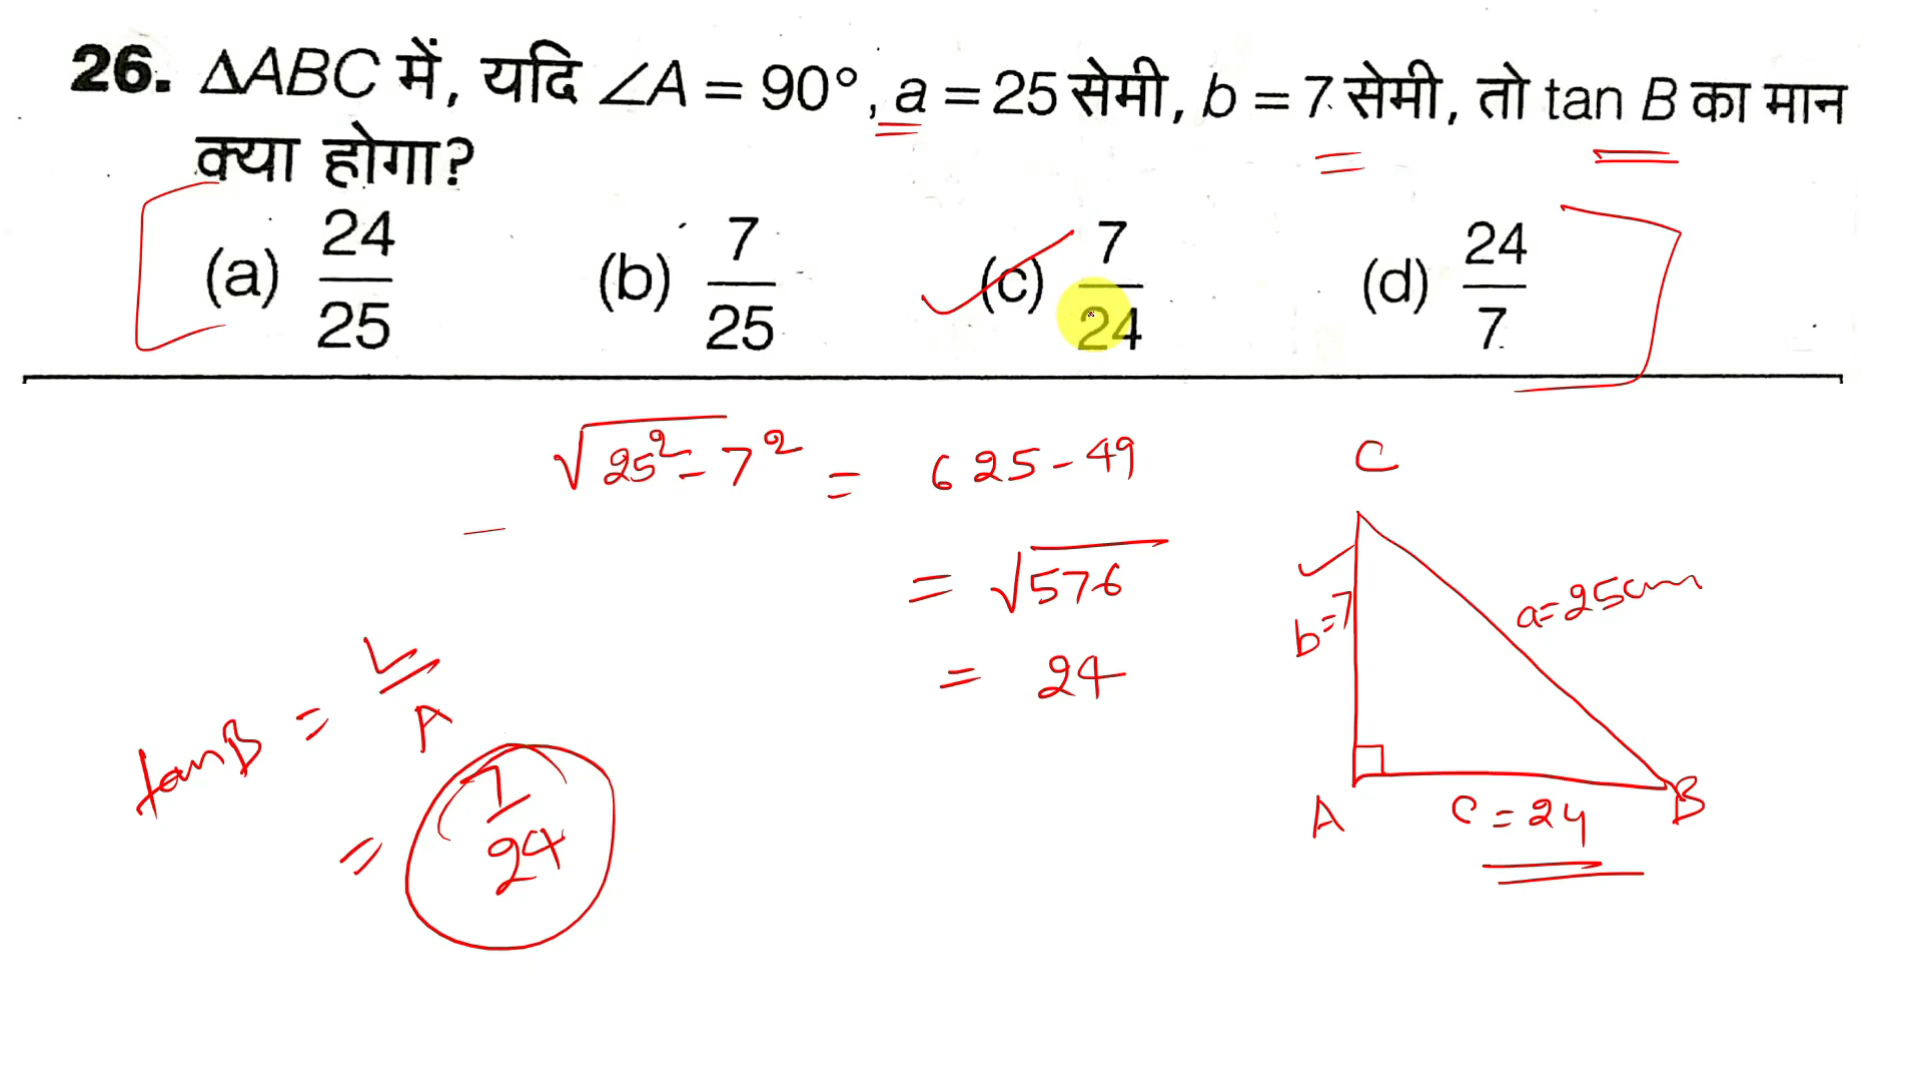 26. ΔABC में, यदि ∠A = 90°, a = 25 सेमी, b = 7 सेमी, तो tan B का मान
क्या होगा?
(a) 24/25 (b) 7/25 (c) 7/24 (d) 24/7
√25² - 7² = 625 - 49
= √576
= 24
tan B = L/A
= 7/24
C
b = 7
a = 25cm
A
c = 24
B